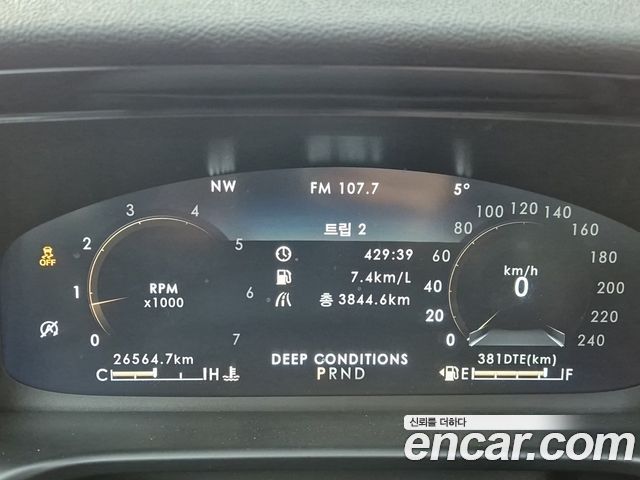 NW FM 107.7 5°
트립 2
429:39
7.4km/L
총 3844.6km
OFF
RPM
x1000
0 1 2 3 4 5 6 7
km/h
0
0 20 40 60 80 100 120 140 160 180 200 220 240
26564.7km
DEEP CONDITIONS
381DTE(km)
C H
PRND
E F
신뢰를 더하다
encar.com